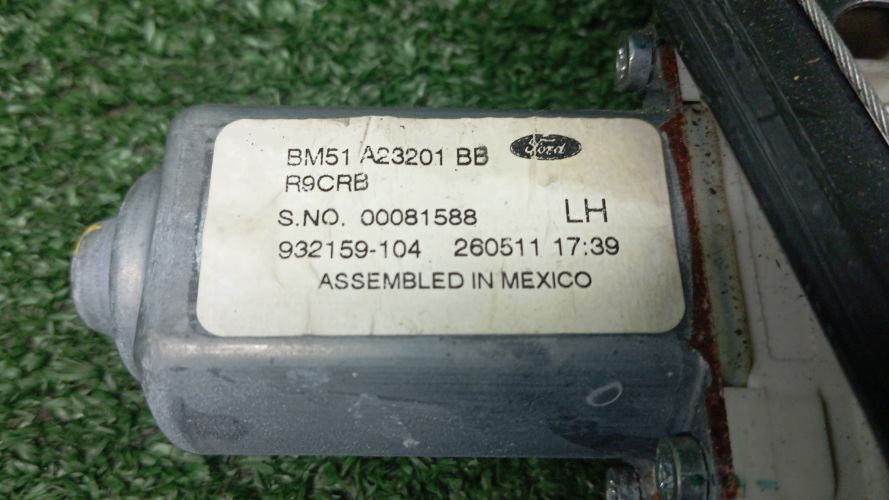 BM51 A23201 BB Ford
R9CRB
S.NO. 00081588 LH
932159-104 260511 17:39
ASSEMBLED IN MEXICO